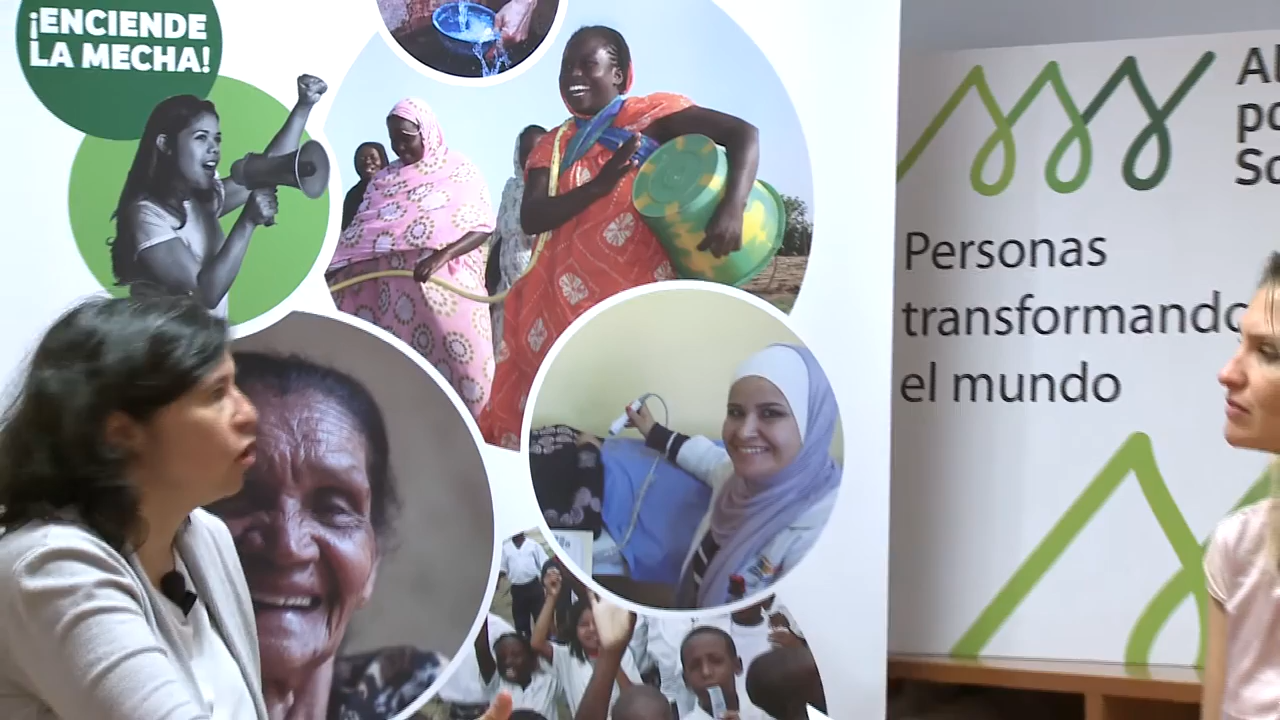 ¡ENCIENDE
LA MECHA!
Personas
transformando
el mundo